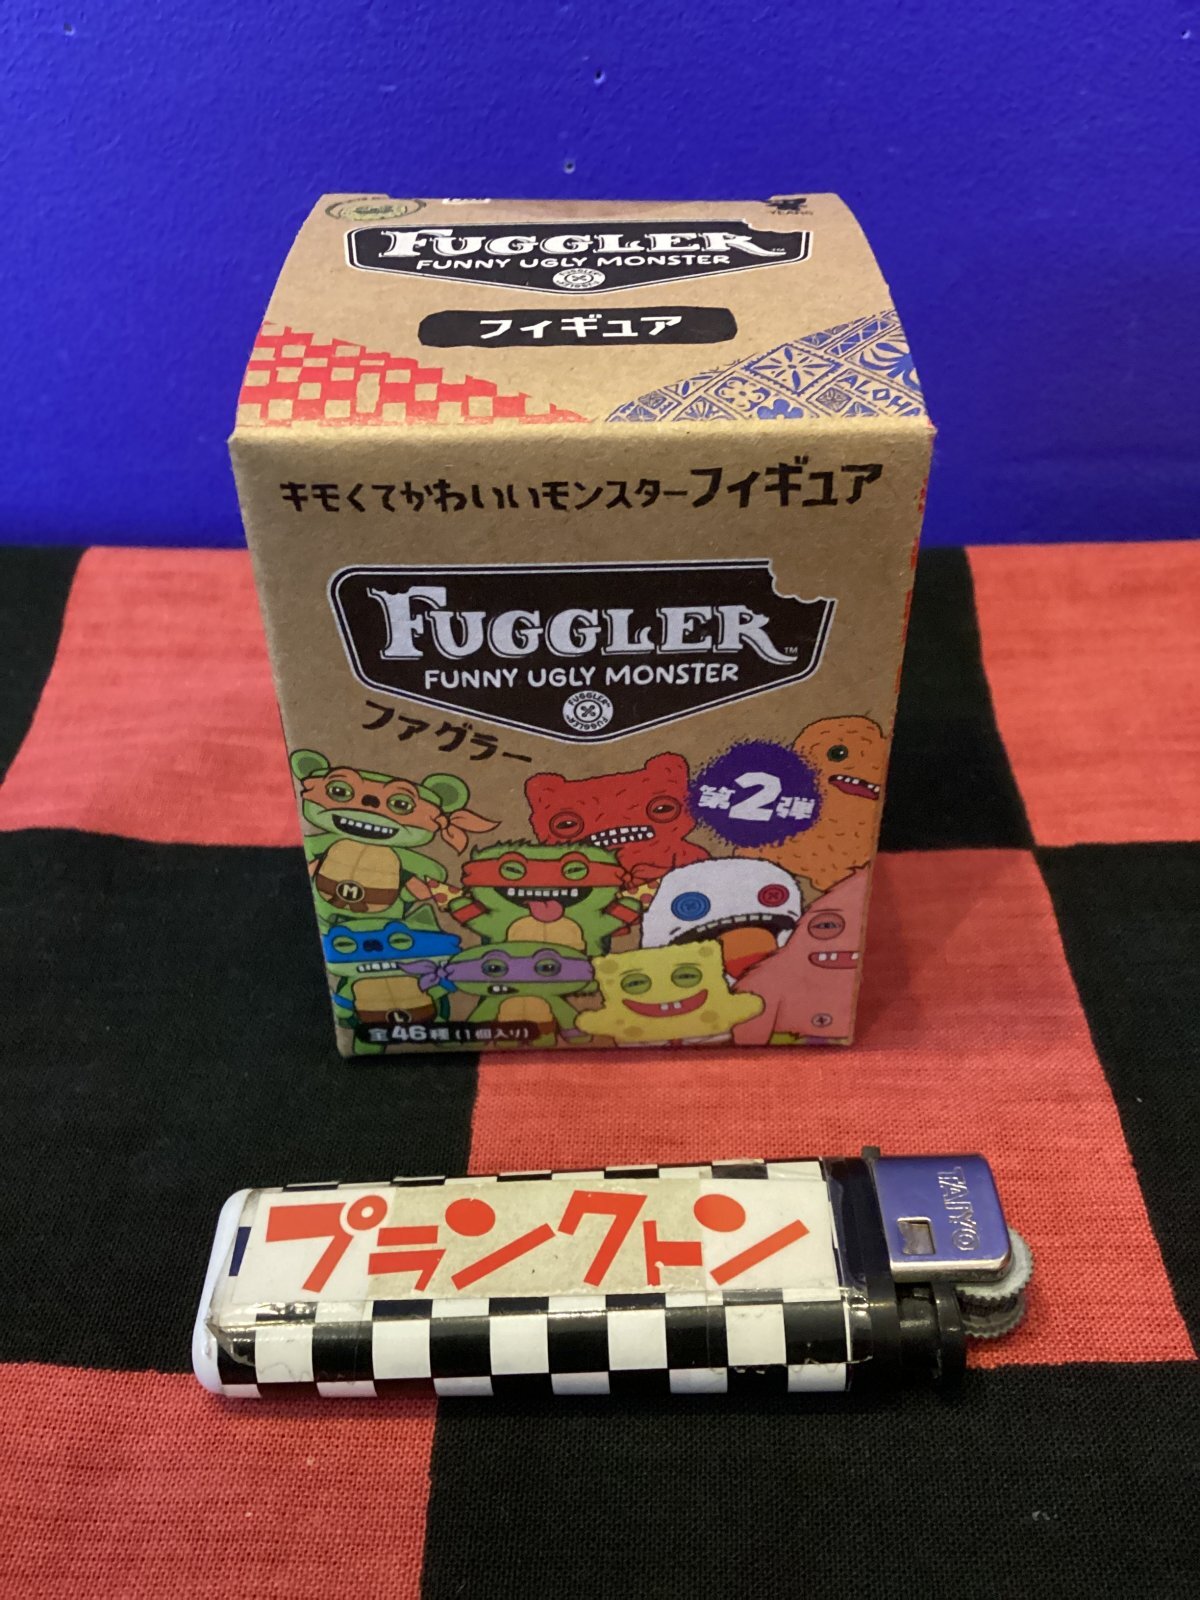 FUGGLER
FUNNY UGLY MONSTER
フィギュア
ALOHA
キモくてかわいいモンスターフィギュア
FUGGLER™
FUNNY UGLY MONSTER
FUGGLER
ファグラー
第2弾
M
L
全46種(1個入り)
TAIYO
プランクトン